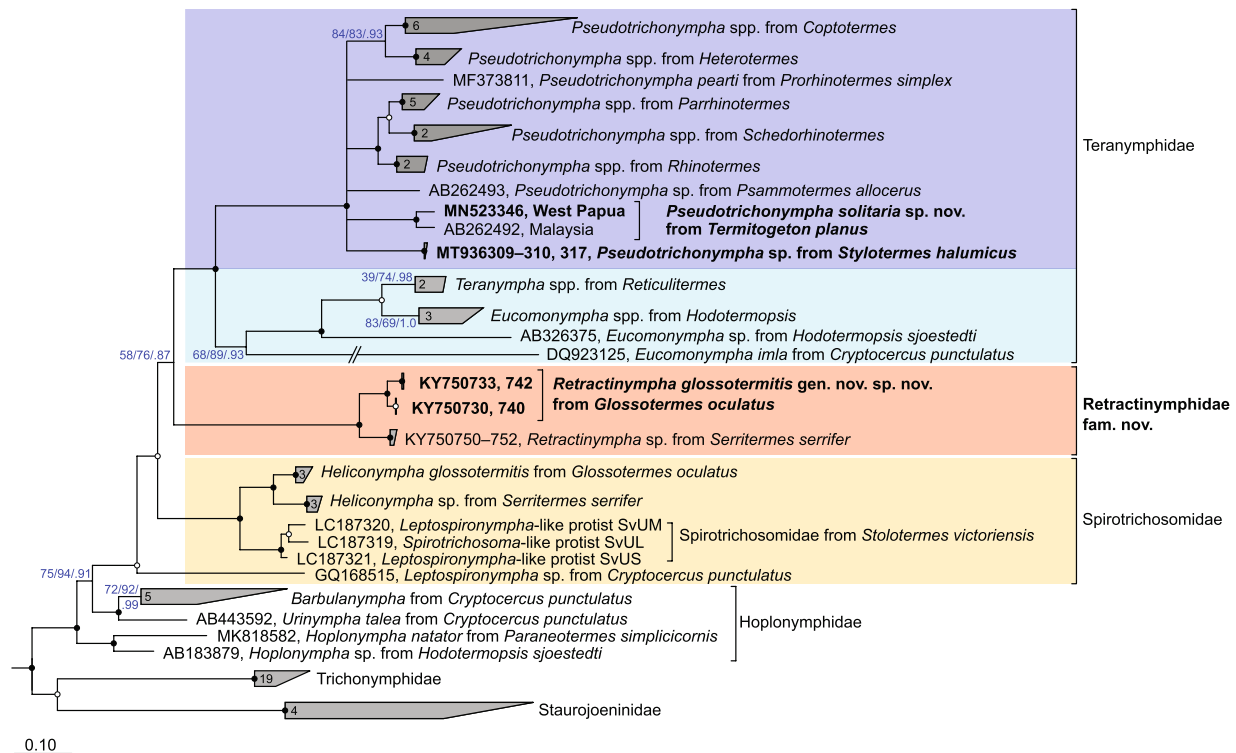 84/83/.93
6
Pseudotrichonympha spp. from Coptotermes
4
Pseudotrichonympha spp. from Heterotermes
MF373811, Pseudotrichonympha pearti from Prorhinotermes simplex
5
Pseudotrichonympha spp. from Parrhinotermes
2
Pseudotrichonympha spp. from Schedorhinotermes
Teranymphidae
2
Pseudotrichonympha spp. from Rhinotermes
AB262493, Pseudotrichonympha sp. from Psammotermes allocerus
MN523346, West Papua
Pseudotrichonympha solitaria sp. nov.
AB262492, Malaysia
from Termitogeton planus
MT936309–310, 317, Pseudotrichonympha sp. from Stylotermes halumicus
39/74/.98
2
Teranympha spp. from Reticulitermes
83/69/1.0
3
Eucomonympha spp. from Hodotermopsis
AB326375, Eucomonympha sp. from Hodotermopsis sjoestedti
58/76/.87
68/89/.93
DQ923125, Eucomonympha imla from Cryptocercus punctulatus
KY750733, 742
Retractinympha glossotermitis gen. nov. sp. nov.
KY750730, 740
from Glossotermes oculatus
Retractinymphidae
fam. nov.
KY750750–752, Retractinympha sp. from Serritermes serrifer
3
Heliconympha glossotermitis from Glossotermes oculatus
3
Heliconympha sp. from Serritermes serrifer
Spirotrichosomidae
LC187320, Leptospironympha-like protist SvUM
LC187319, Spirotrichosoma-like protist SvUL
Spirotrichosomidae from Stolotermes victoriensis
LC187321, Leptospironympha-like protist SvUS
75/94/.91
GQ168515, Leptospironympha sp. from Cryptocercus punctulatus
72/92/
.99
5
Barbulanympha from Cryptocercus punctulatus
AB443592, Urinympha talea from Cryptocercus punctulatus
Hoplonymphidae
MK818582, Hoplonympha natator from Paraneotermes simplicicornis
AB183879, Hoplonympha sp. from Hodotermopsis sjoestedti
19
Trichonymphidae
4
Staurojoeninidae
0.10